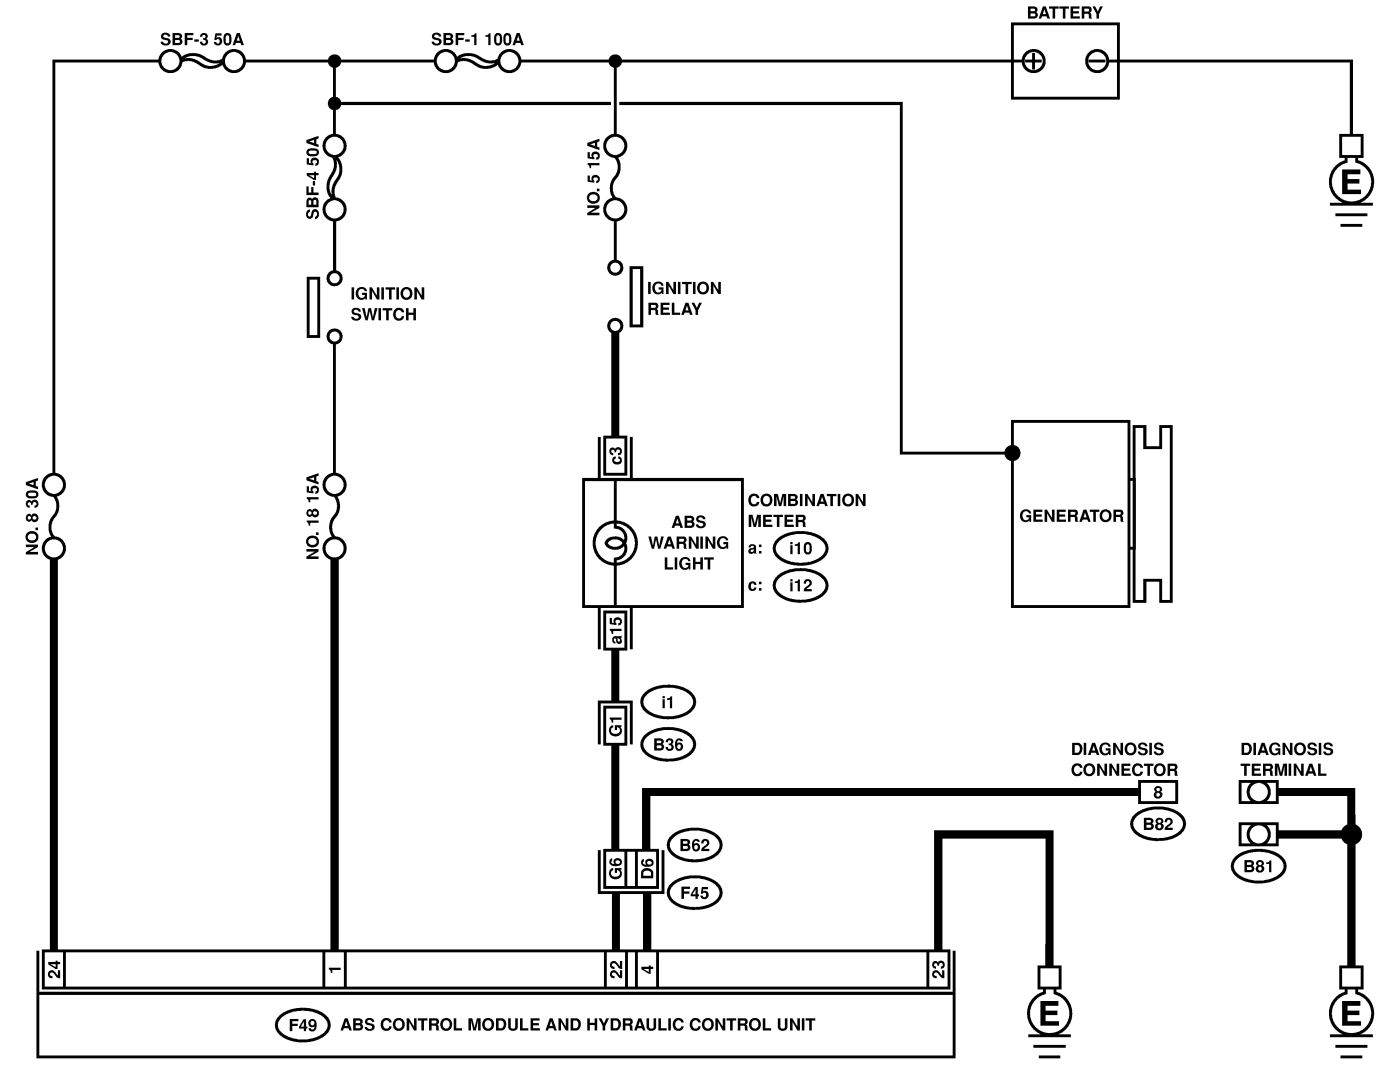 BATTERY
SBF-3 50A
SBF-1 100A
+
−
SBF-4 50A
NO. 5 15A
E
IGNITION
SWITCH
IGNITION
RELAY
c3
NO. 8 30A
NO. 18 15A
ABS
WARNING
LIGHT
COMBINATION
METER
a: i10
c: i12
GENERATOR
a15
i1
G1
B36
DIAGNOSIS
CONNECTOR
8
B82
DIAGNOSIS
TERMINAL
B81
B62
G6
D6
F45
24
1
22
4
23
F49 ABS CONTROL MODULE AND HYDRAULIC CONTROL UNIT
E
E